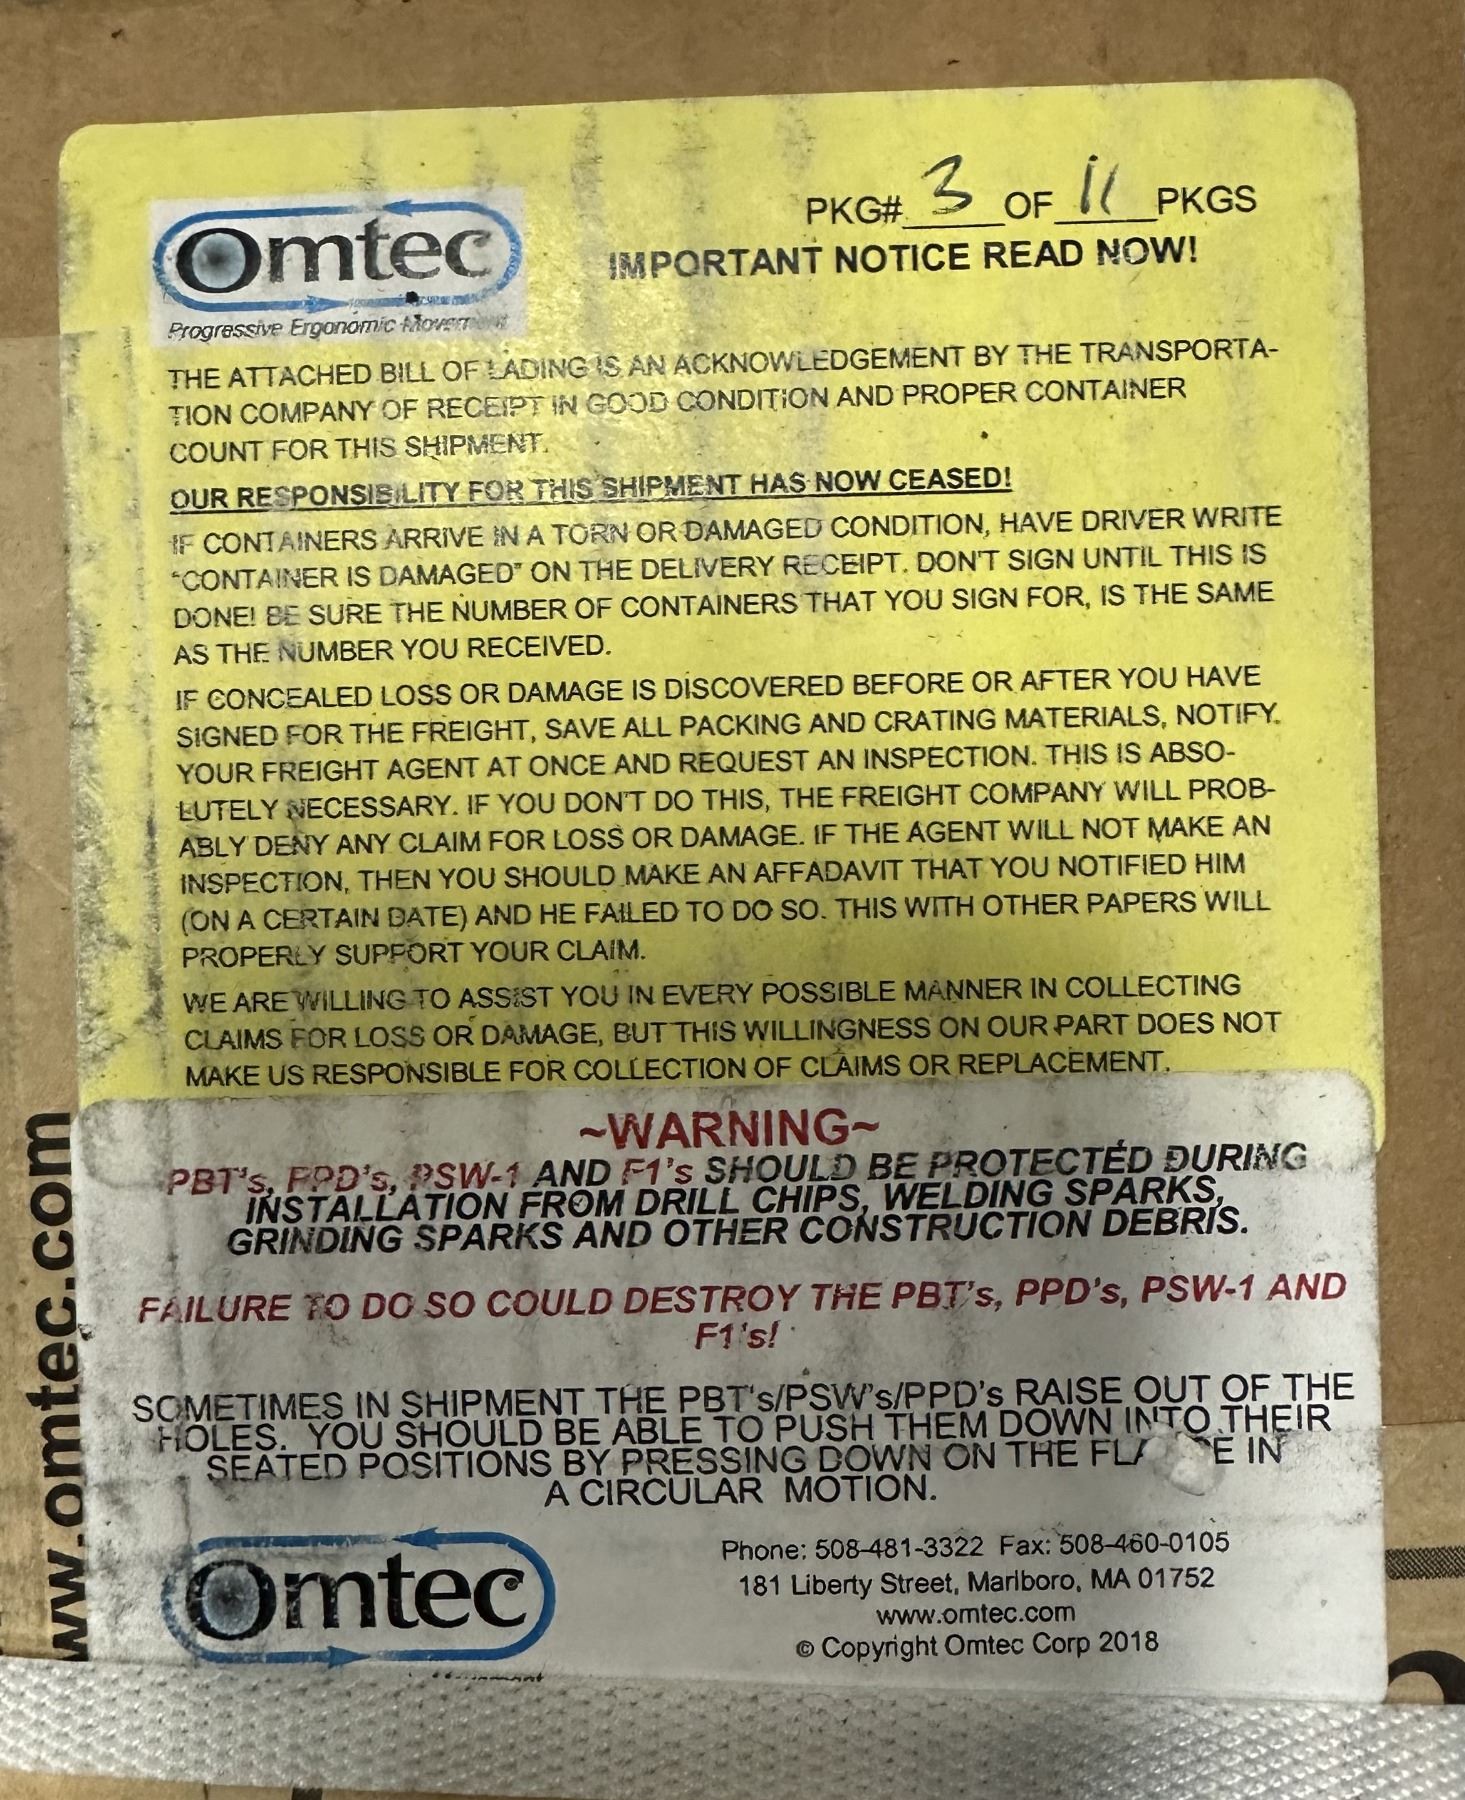 PKG# 3 OF 11 PKGS
Omtec
IMPORTANT NOTICE READ NOW!
Progressive Ergonomic Movement
THE ATTACHED BILL OF LADING IS AN ACKNOWLEDGEMENT BY THE TRANSPORTA-
TION COMPANY OF RECEIPT IN GOOD CONDITION AND PROPER CONTAINER
COUNT FOR THIS SHIPMENT.
OUR RESPONSIBILITY FOR THIS SHIPMENT HAS NOW CEASED!
IF CONTAINERS ARRIVE IN A TORN OR DAMAGED CONDITION, HAVE DRIVER WRITE
"CONTAINER IS DAMAGED" ON THE DELIVERY RECEIPT. DON'T SIGN UNTIL THIS IS
DONE! BE SURE THE NUMBER OF CONTAINERS THAT YOU SIGN FOR, IS THE SAME
AS THE NUMBER YOU RECEIVED.
IF CONCEALED LOSS OR DAMAGE IS DISCOVERED BEFORE OR AFTER YOU HAVE
SIGNED FOR THE FREIGHT, SAVE ALL PACKING AND CRATING MATERIALS, NOTIFY
YOUR FREIGHT AGENT AT ONCE AND REQUEST AN INSPECTION. THIS IS ABSO-
LUTELY NECESSARY. IF YOU DON'T DO THIS, THE FREIGHT COMPANY WILL PROB-
ABLY DENY ANY CLAIM FOR LOSS OR DAMAGE. IF THE AGENT WILL NOT MAKE AN
INSPECTION, THEN YOU SHOULD MAKE AN AFFADAVIT THAT YOU NOTIFIED HIM
(ON A CERTAIN DATE) AND HE FAILED TO DO SO. THIS WITH OTHER PAPERS WILL
PROPERLY SUPPORT YOUR CLAIM.
WE ARE WILLING TO ASSIST YOU IN EVERY POSSIBLE MANNER IN COLLECTING
CLAIMS FOR LOSS OR DAMAGE, BUT THIS WILLINGNESS ON OUR PART DOES NOT
MAKE US RESPONSIBLE FOR COLLECTION OF CLAIMS OR REPLACEMENT.
~WARNING~
PBT's, PPD's, PSW-1 AND F1's SHOULD BE PROTECTED DURING
INSTALLATION FROM DRILL CHIPS, WELDING SPARKS,
GRINDING SPARKS AND OTHER CONSTRUCTION DEBRIS.
FAILURE TO DO SO COULD DESTROY THE PBT's, PPD's, PSW-1 AND
F1's!
SOMETIMES IN SHIPMENT THE PBT's/PSW's/PPD's RAISE OUT OF THE
HOLES. YOU SHOULD BE ABLE TO PUSH THEM DOWN INTO THEIR
SEATED POSITIONS BY PRESSING DOWN ON THE FLA E IN
A CIRCULAR MOTION.
Omtec
Phone: 508-481-3322 Fax: 508-460-0105
181 Liberty Street, Marlboro, MA 01752
www.omtec.com
© Copyright Omtec Corp 2018
ww.omtec.com